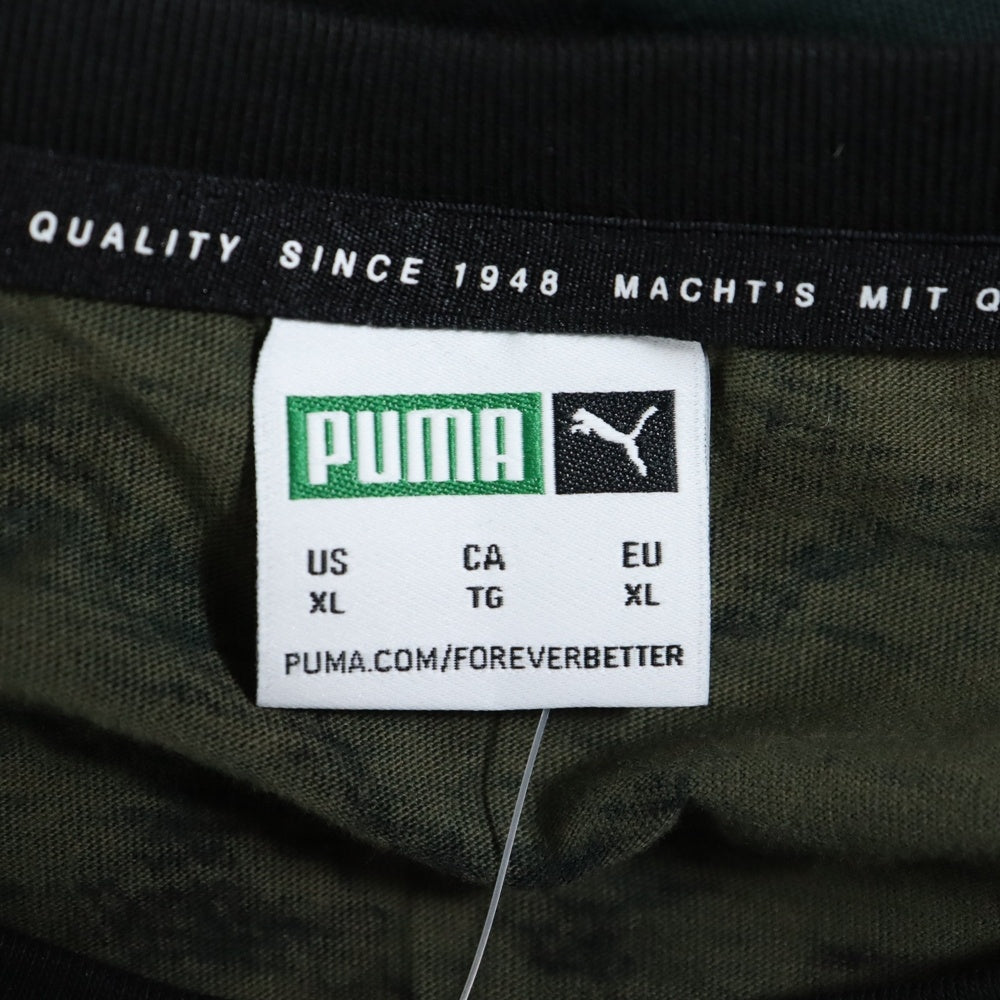 QUALITY SINCE 1948 MACHT'S MIT Q
PUMA
US CA EU
XL TG XL
PUMA.COM/FOREVERBETTER